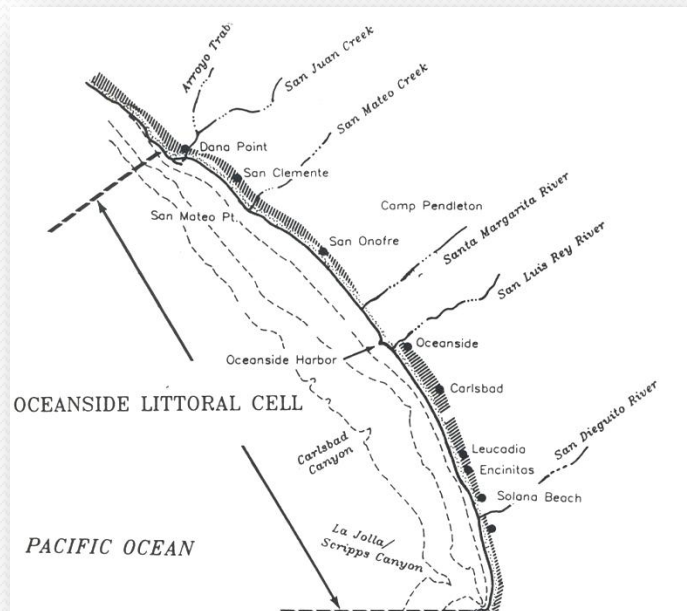 Arroyo Trab
San Juan Creek
San Mateo Creek
Dana Point
San Clemente
Camp Pendleton
San Mateo Pt.
Santa Margarita River
San Onofre
San Luis Rey River
Oceanside Harbor
Oceanside
Carlsbad
OCEANSIDE LITTORAL CELL
San Dieguito River
Carlsbad
Canyon
Leucadia
Encinitas
Solana Beach
La Jolla/
Scripps Canyon
PACIFIC OCEAN